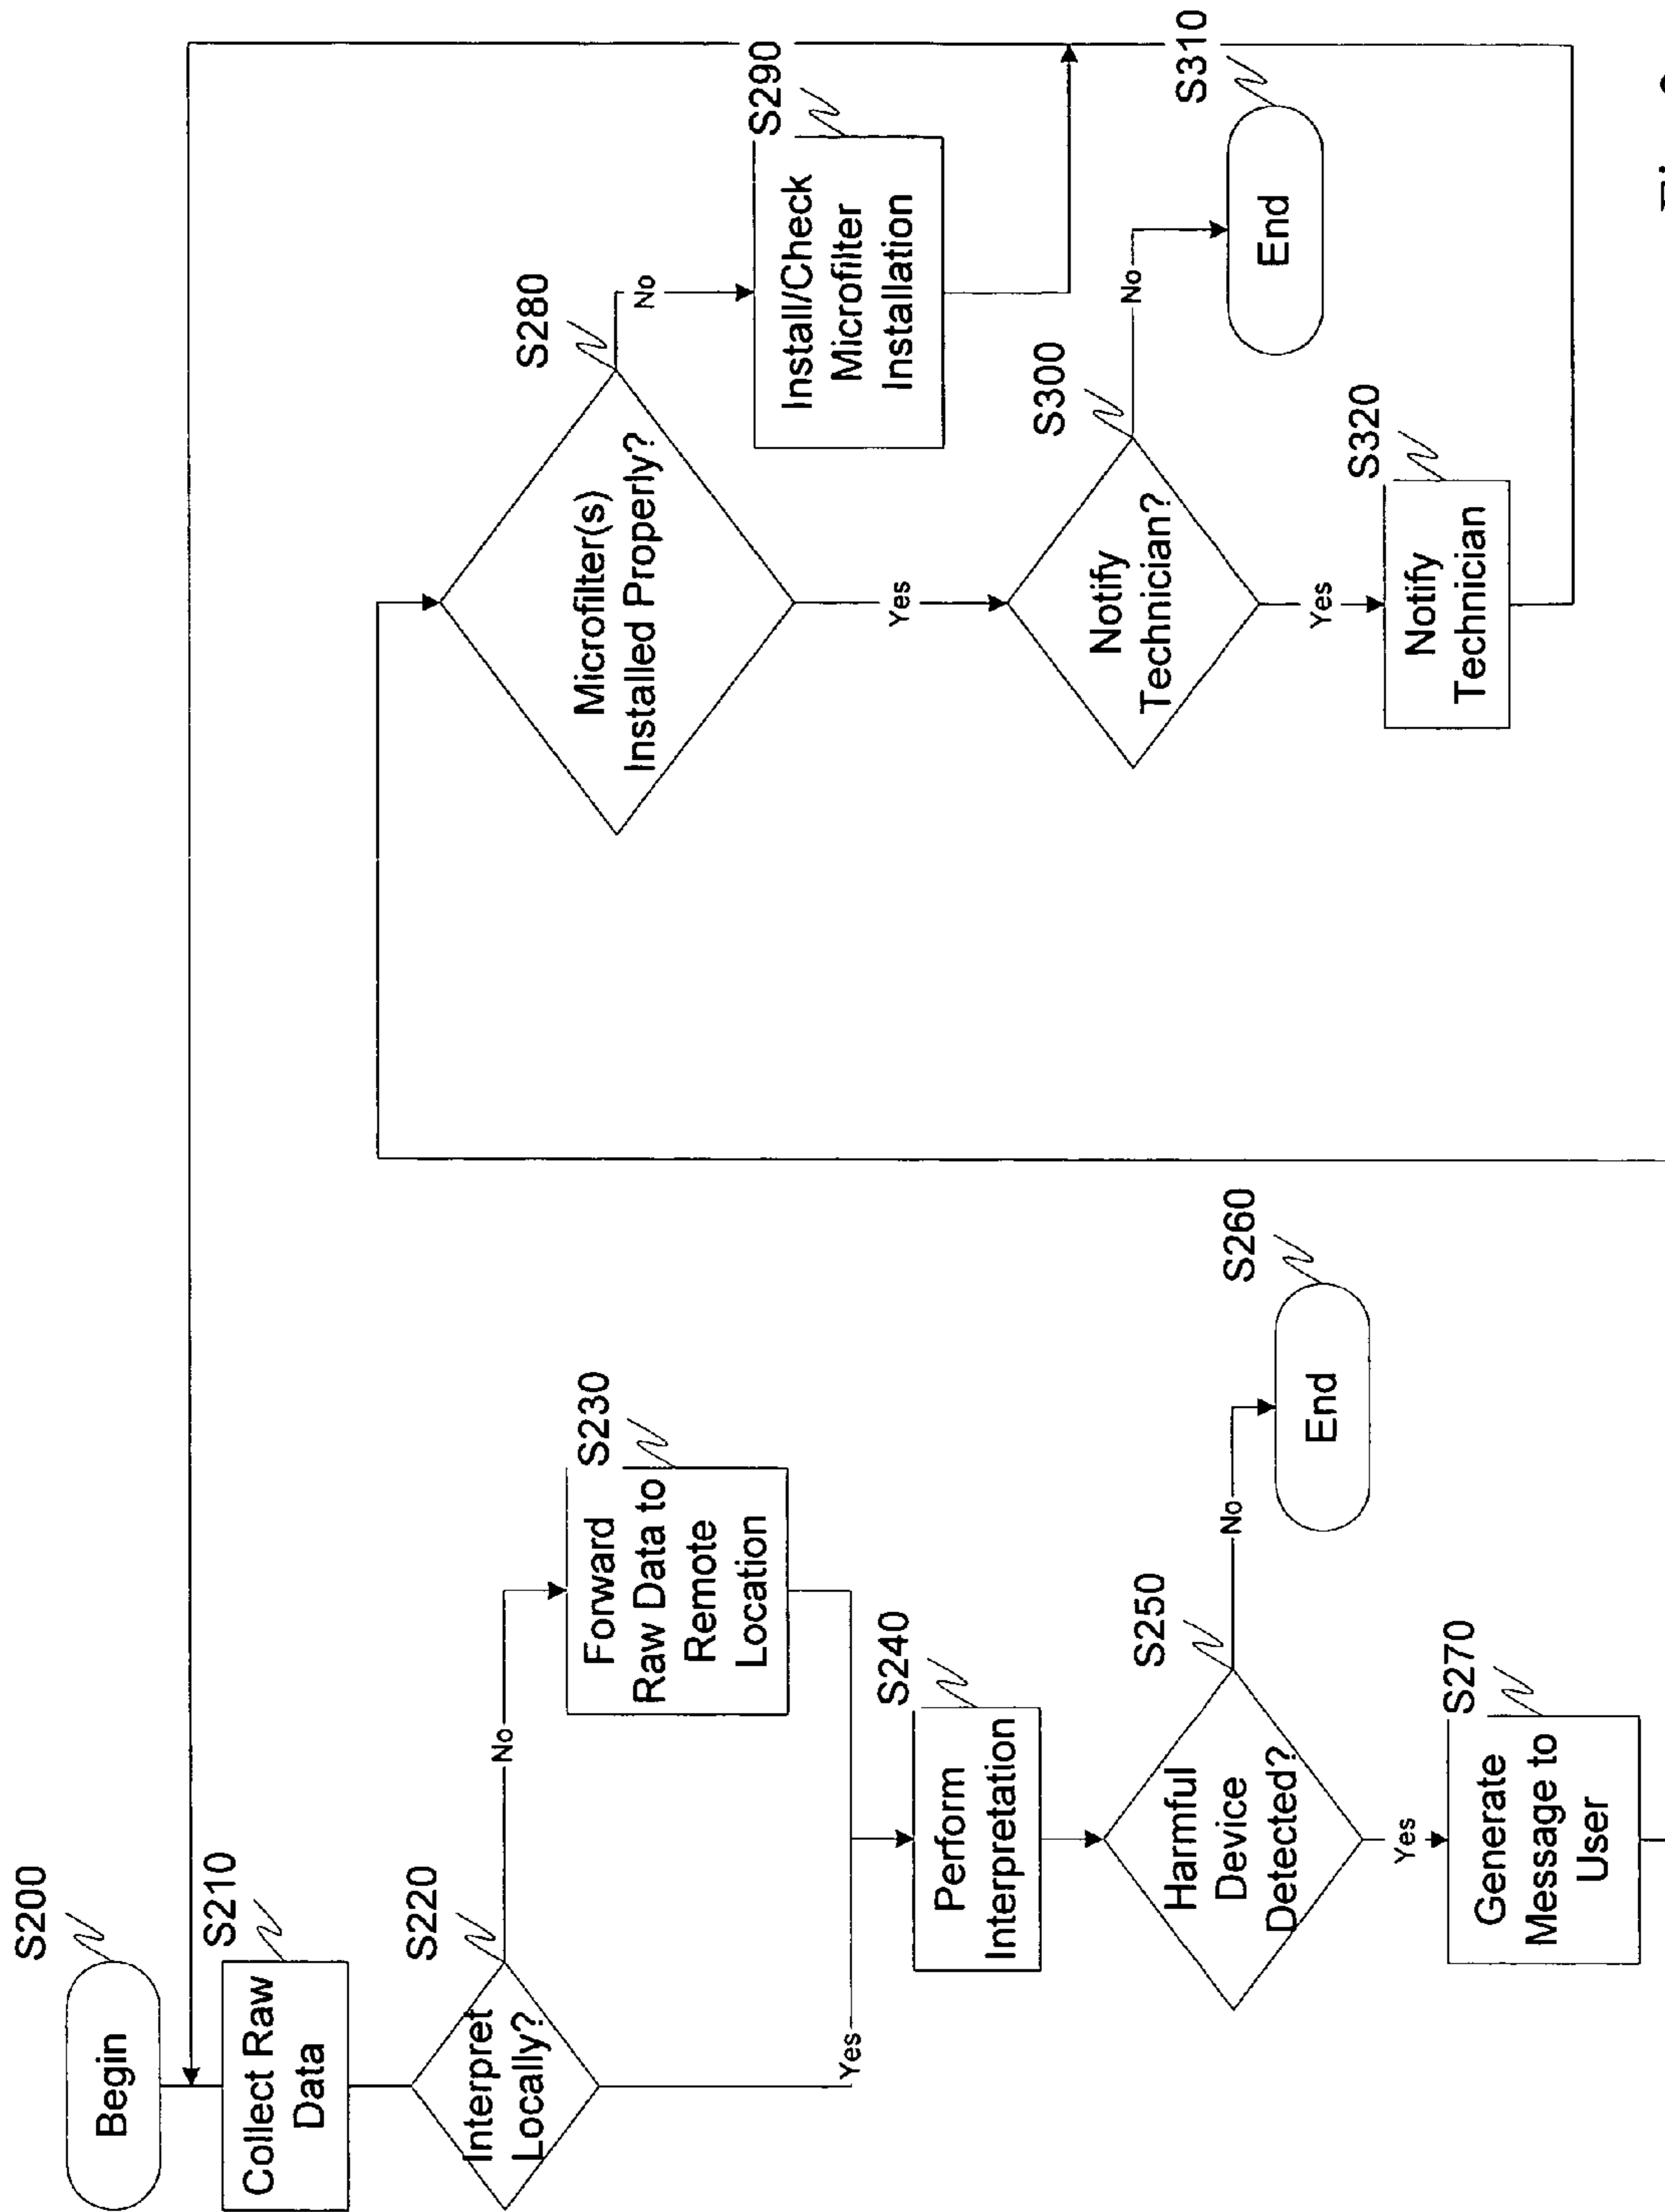 S200
Begin
S210
Collect Raw
Data
S220
Interpret
Locally?
No
Yes
S230
Forward
Raw Data to
Remote
Location
S240
Perform
Interpretation
S250
Harmful
Device
Detected?
No
Yes
S260
End
S270
Generate
Message to
User
S280
Microfilter(s)
Installed Properly?
No
Yes
S290
Install/Check
Microfilter
Installation
S300
Notify
Technician?
No
Yes
S310
End
S320
Notify
Technician